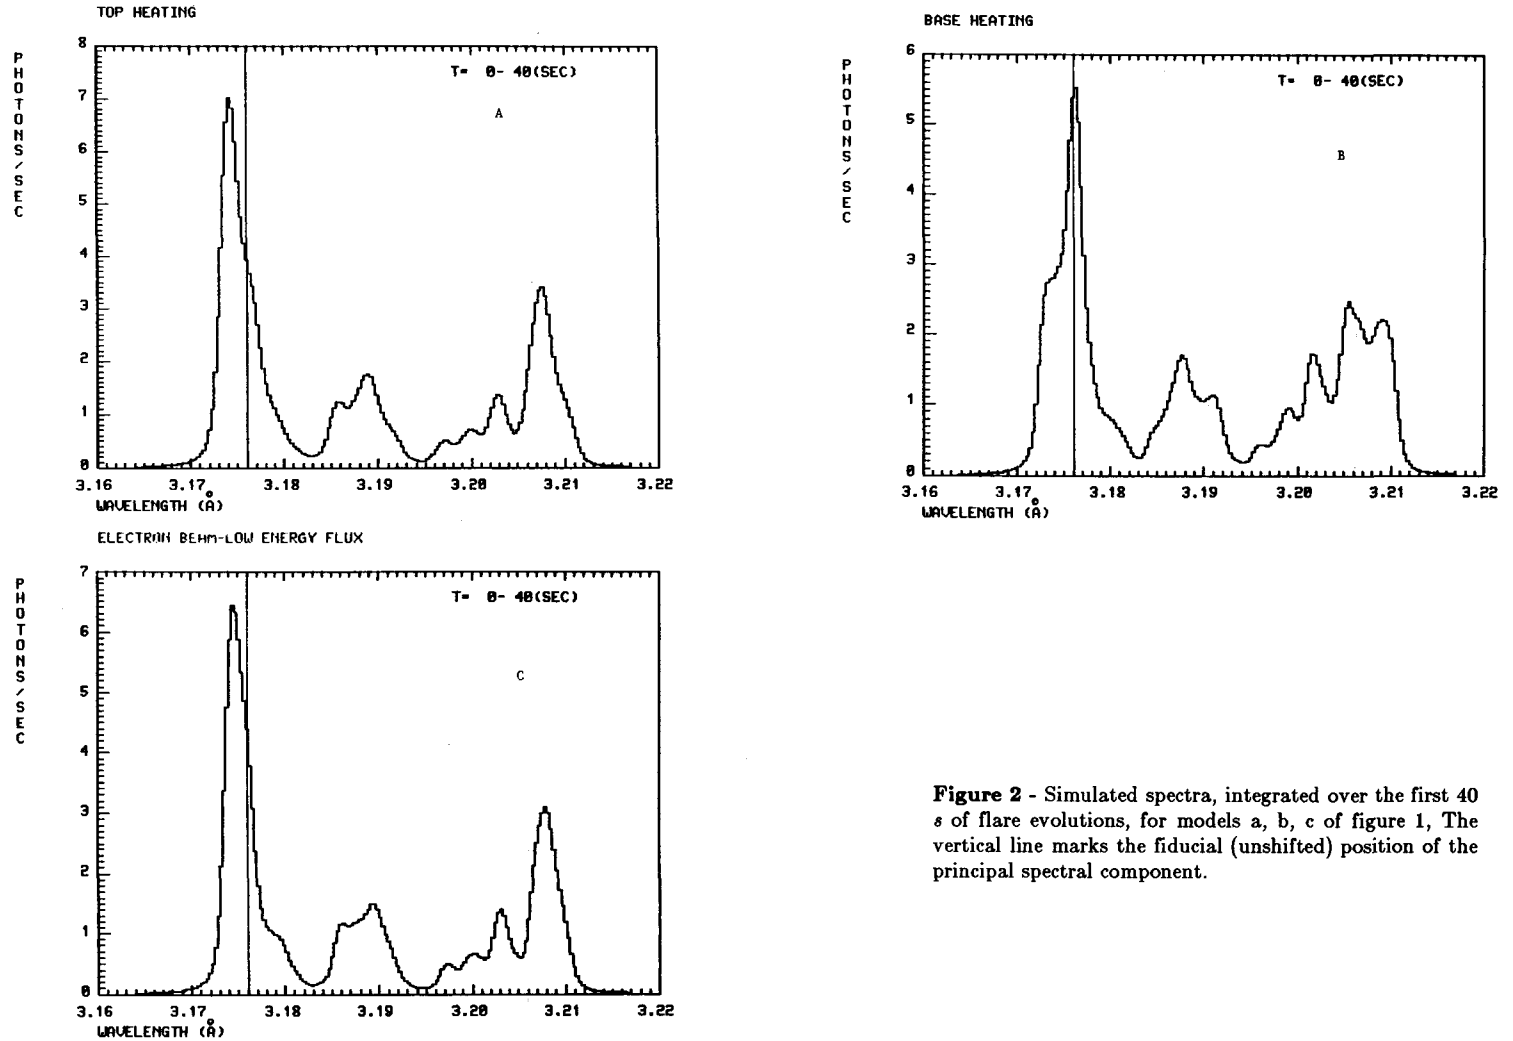 TOP HEATING
PHOTONS/SEC
8
7
6
5
4
3
2
1
0
T= 0- 40(SEC)
A
3.16 3.17 3.18 3.19 3.20 3.21 3.22
WAVELENGTH (Å)
BASE HEATING
PHOTONS/SEC
6
5
4
3
2
1
0
T= 0- 40(SEC)
B
3.16 3.17 3.18 3.19 3.20 3.21 3.22
WAVELENGTH (Å)
ELECTRON BEAM-LOW ENERGY FLUX
PHOTONS/SEC
7
6
5
4
3
2
1
0
T= 0- 40(SEC)
C
3.16 3.17 3.18 3.19 3.20 3.21 3.22
WAVELENGTH (Å)
Figure 2 - Simulated spectra, integrated over the first 40
s of flare evolutions, for models a, b, c of figure 1, The
vertical line marks the fiducial (unshifted) position of the
principal spectral component.